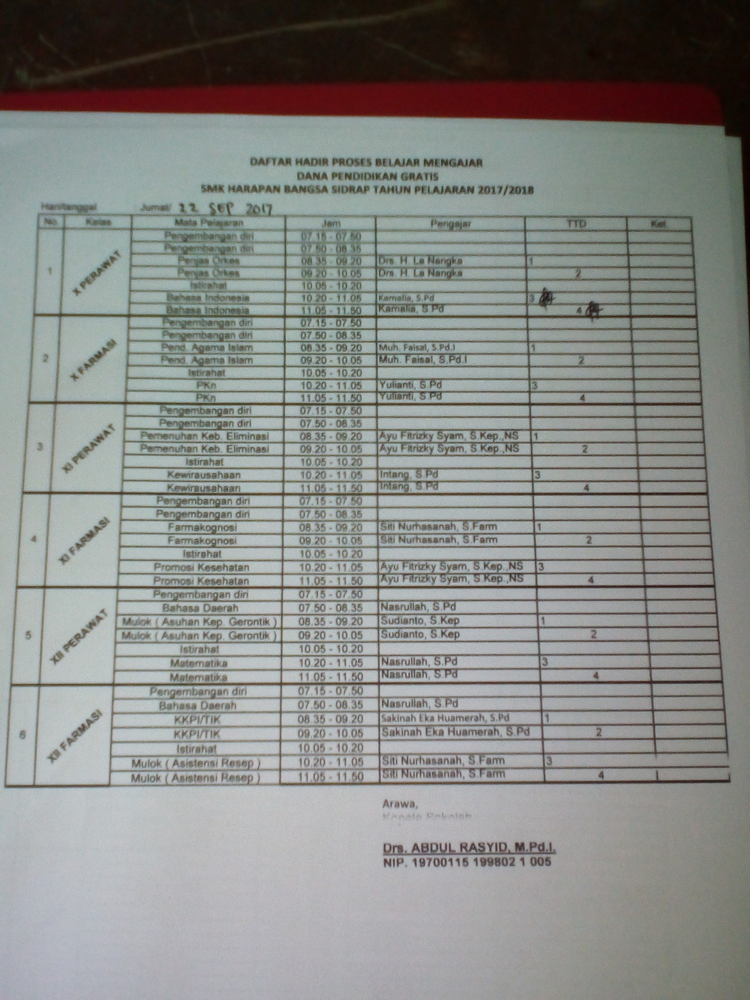 DAFTAR HADIR PROSES BELAJAR MENGAJAR
DANA PENDIDIKAN GRATIS
SMK HARAPAN BANGSA SIDRAP TAHUN PELAJARAN 2017/2018
Hari/tanggal : Jumat/ 22 SEP 2017
No. Kelas Mata Pelajaran Jam Pengajar TTD Ket.
1 X PERAWAT
Pengembangan diri 07.15 - 07.50
Pengembangan diri 07.50 - 08.35
Penjas Orkes 08.35 - 09.20 Drs. H. La Nangka 1
Penjas Orkes 09.20 - 10.05 Drs. H. La Nangka 2
Istirahat 10.05 - 10.20
Bahasa Indonesia 10.20 - 11.05 Kamalia, S.Pd 3
Bahasa Indonesia 11.05 - 11.50 Kamalia, S.Pd 4
2 X FARMASI
Pengembangan diri 07.15 - 07.50
Pengembangan diri 07.50 - 08.35
Pend. Agama Islam 08.35 - 09.20 Muh. Faisal, S.Pd.I 1
Pend. Agama Islam 09.20 - 10.05 Muh. Faisal, S.Pd.I 2
Istirahat 10.05 - 10.20
PKn 10.20 - 11.05 Yulianti, S.Pd 3
PKn 11.05 - 11.50 Yulianti, S.Pd 4
3 XI PERAWAT
Pengembangan diri 07.15 - 07.50
Pengembangan diri 07.50 - 08.35
Pemenuhan Keb. Eliminasi 08.35 - 09.20 Ayu Fitrizky Syam, S.Kep.,NS 1
Pemenuhan Keb. Eliminasi 09.20 - 10.05 Ayu Fitrizky Syam, S.Kep.,NS 2
Istirahat 10.05 - 10.20
Kewirausahaan 10.20 - 11.05 Intang, S.Pd 3
Kewirausahaan 11.05 - 11.50 Intang, S.Pd 4
4 XI FARMASI
Pengembangan diri 07.15 - 07.50
Pengembangan diri 07.50 - 08.35
Farmakognosi 08.35 - 09.20 Siti Nurhasanah, S.Farm 1
Farmakognosi 09.20 - 10.05 Siti Nurhasanah, S.Farm 2
Istirahat 10.05 - 10.20
Promosi Kesehatan 10.20 - 11.05 Ayu Fitrizky Syam, S.Kep.,NS 3
Promosi Kesehatan 11.05 - 11.50 Ayu Fitrizky Syam, S.Kep.,NS 4
5 XII PERAWAT
Pengembangan diri 07.15 - 07.50
Bahasa Daerah 07.50 - 08.35 Nasrullah, S.Pd
Mulok ( Asuhan Kep. Gerontik ) 08.35 - 09.20 Sudianto, S.Kep 1
Mulok ( Asuhan Kep. Gerontik ) 09.20 - 10.05 Sudianto, S.Kep 2
Istirahat 10.05 - 10.20
Matematika 10.20 - 11.05 Nasrullah, S.Pd 3
Matematika 11.05 - 11.50 Nasrullah, S.Pd 4
6 XII FARMASI
Pengembangan diri 07.15 - 07.50
Bahasa Daerah 07.50 - 08.35 Nasrullah, S.Pd
KKPI/TIK 08.35 - 09.20 Sakinah Eka Huamerah, S.Pd 1
KKPI/TIK 09.20 - 10.05 Sakinah Eka Huamerah, S.Pd 2
Istirahat 10.05 - 10.20
Mulok ( Asistensi Resep ) 10.20 - 11.05 Siti Nurhasanah, S.Farm 3
Mulok ( Asistensi Resep ) 11.05 - 11.50 Siti Nurhasanah, S.Farm 4
Arawa,
Kepala Sekolah
Drs. ABDUL RASYID, M.Pd.I.
NIP. 19700115 199802 1 005